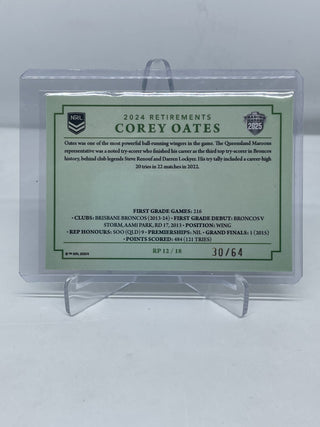 NRL
2024 RETIREMENTS
COREY OATES
2025
Oates was one of the most powerful ball-running wingers in the game. The Queensland Maroons
representative was a noted try-scorer who finished his career as the third top try-scorer in Broncos
history, behind club legends Steve Renouf and Darren Lockyer. His try tally included a career-high
20 tries in 22 matches in 2022.
FIRST GRADE GAMES: 216
• CLUBS: BRISBANE BRONCOS (2013-24) • FIRST GRADE DEBUT: BRONCOS V
STORM, AAMI PARK, RD 17, 2013 • POSITION: WING
• REP HONOURS: SOO (QLD) 9 • PREMIERSHIPS: NIL • GRAND FINALS: 1 (2015)
• POINTS SCORED: 484 (121 TRIES)
RP 12 / 18
30/64